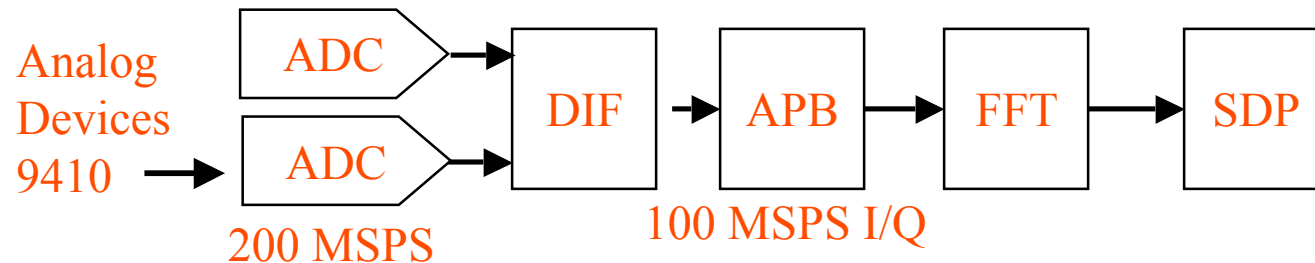 Analog
Devices
9410
ADC
ADC
200 MSPS
DIF
APB
100 MSPS I/Q
FFT
SDP